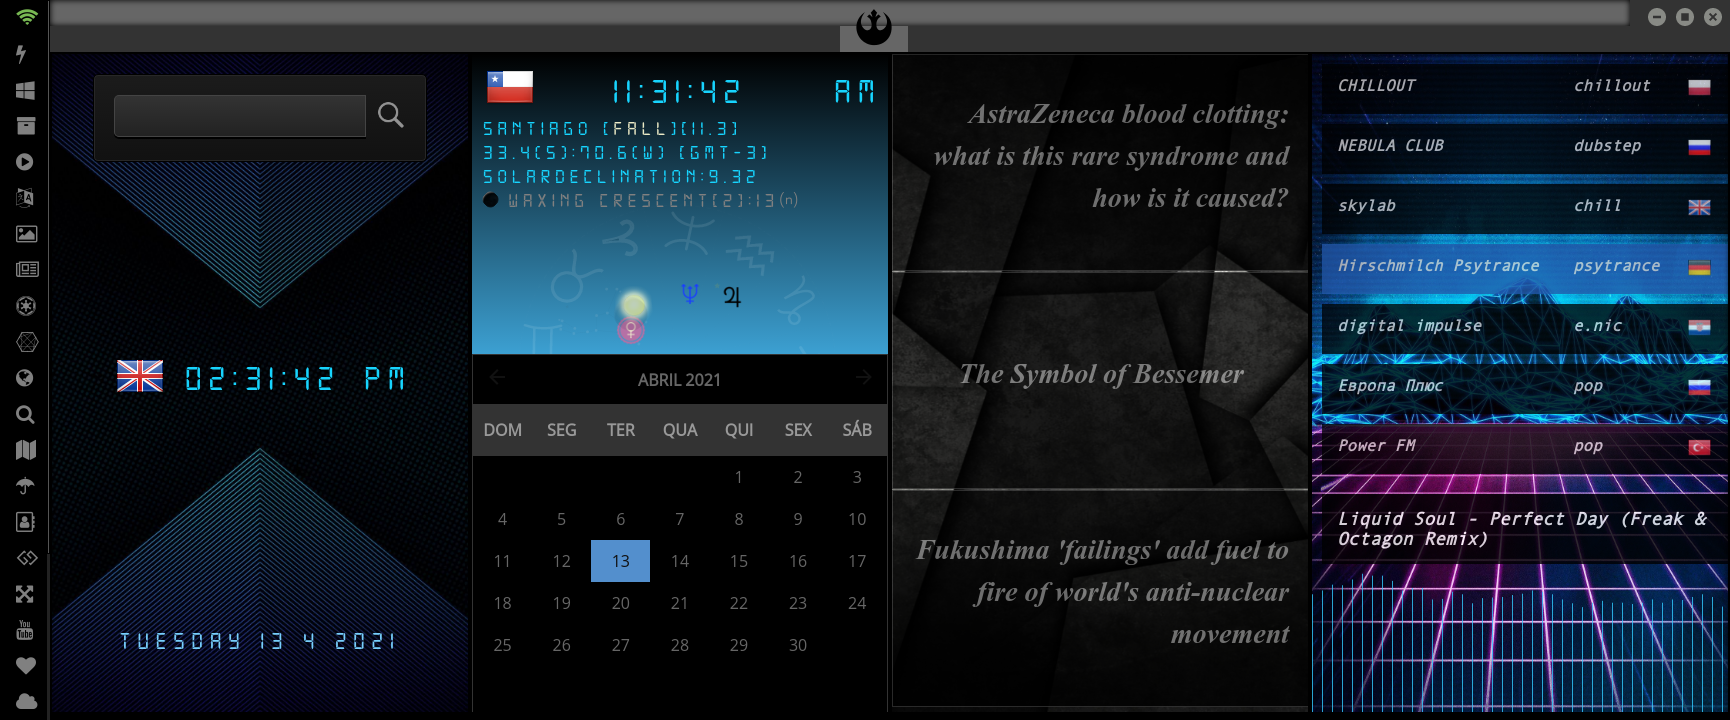 02:31:42 PM
TUESDAY 13 4 2021
11:31:42 AM
SANTIAGO [FALL][11.3]
33.4(S):70.6(W) [GMT-3]
SOLARDECLINATION:9.32
WAXING CRESCENT[2]:13(n)
ABRIL 2021
DOM SEG TER QUA QUI SEX SÁB
1 2 3
4 5 6 7 8 9 10
11 12 13 14 15 16 17
18 19 20 21 22 23 24
25 26 27 28 29 30
AstraZeneca blood clotting:
what is this rare syndrome and
how is it caused?
The Symbol of Bessemer
Fukushima 'failings' add fuel to
fire of world's anti-nuclear
movement
CHILLOUT chillout
NEBULA CLUB dubstep
skylab chill
Hirschmilch Psytrance psytrance
digital impulse e.nic
Европа Плюс pop
Power FM pop
Liquid Soul - Perfect Day (Freak &
Octagon Remix)
You
Tube